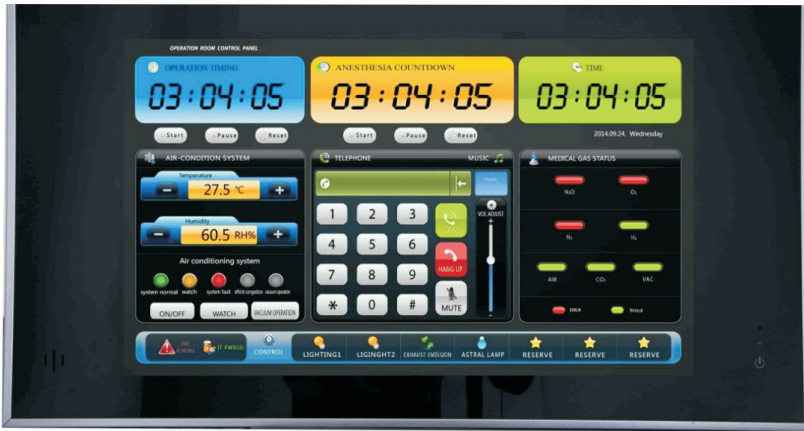 OPERATION ROOM CONTROL PANEL
OPERATION TIMING
03:04:05
Start Pause Reset
ANESTHESIA COUNTDOWN
03:04:05
Start Pause Reset
TIME
03:04:05
2014.09.24. Wednesday
AIR-CONDITION SYSTEM
Temperature
- 27.5 ℃ +
Humidity
- 60.5 RH% +
Air conditioning system
system normal watch system fault
ON/OFF WATCH VACUUM OPERATION
TELEPHONE MUSIC
1 2 3
4 5 6
7 8 9
* 0 #
DIAL
HANG UP
MUTE
VOL ADJUST
+
-
MEDICAL GAS STATUS
N₂O O₂
N₂
AIR CO₂ VAC
CONTROL LIGHTING1 LIGINGHT2 EXHAUST EMISSION ASTRAL LAMP RESERVE RESERVE RESERVE